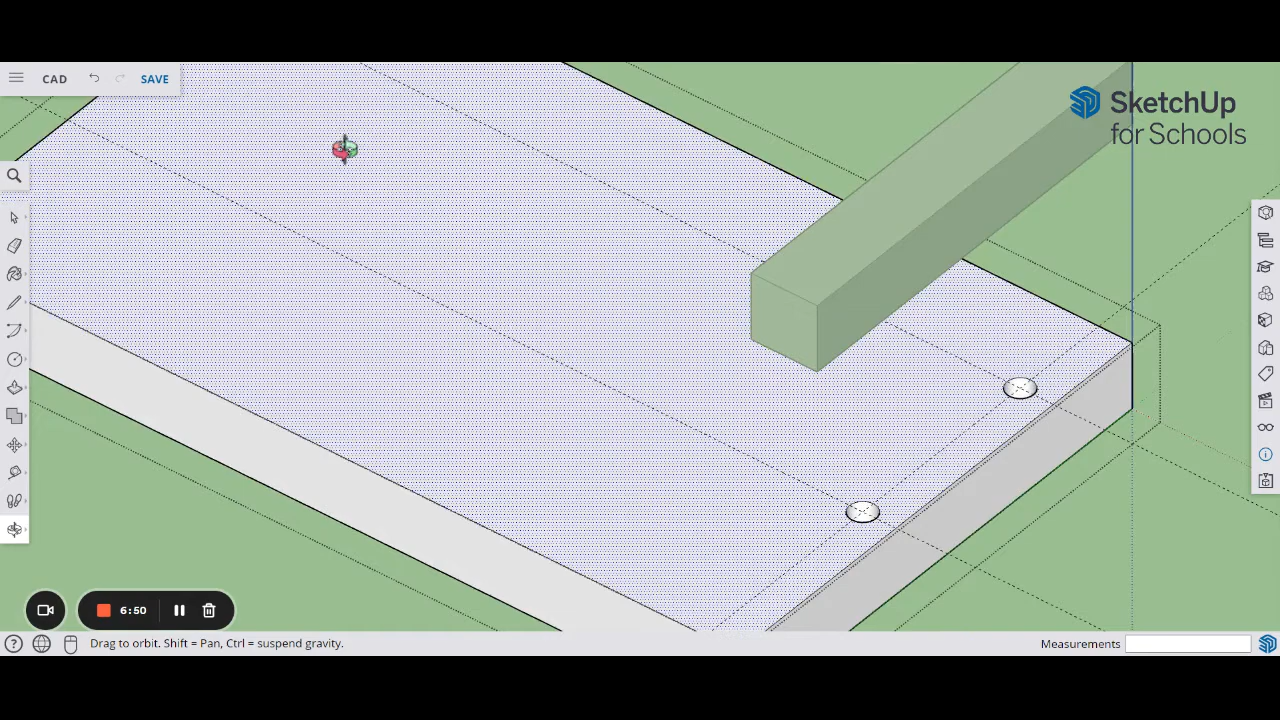 CAD
SAVE
SketchUp
for Schools
6:50
Drag to orbit. Shift = Pan, Ctrl = suspend gravity.
Measurements